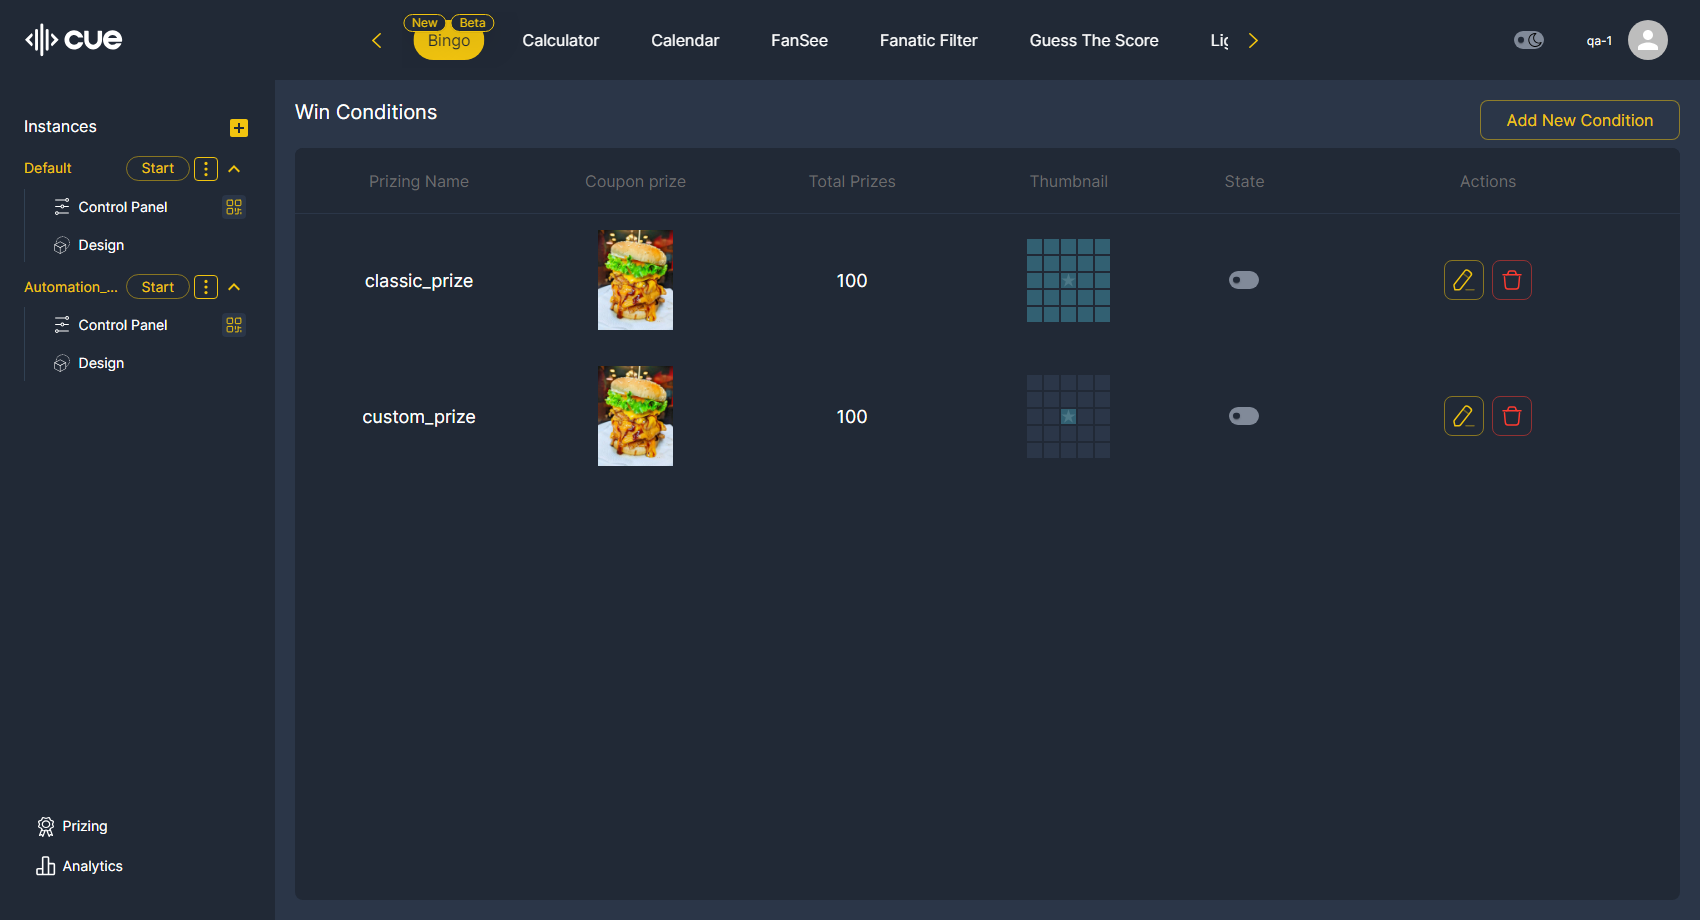 cue
New Beta
Bingo Calculator Calendar FanSee Fanatic Filter Guess The Score Lig
qa-1
Instances
Default Start
Control Panel
Design
Automation_... Start
Control Panel
Design
Prizing
Analytics
Win Conditions
Add New Condition
Prizing Name Coupon prize Total Prizes Thumbnail State Actions
classic_prize 100
custom_prize 100